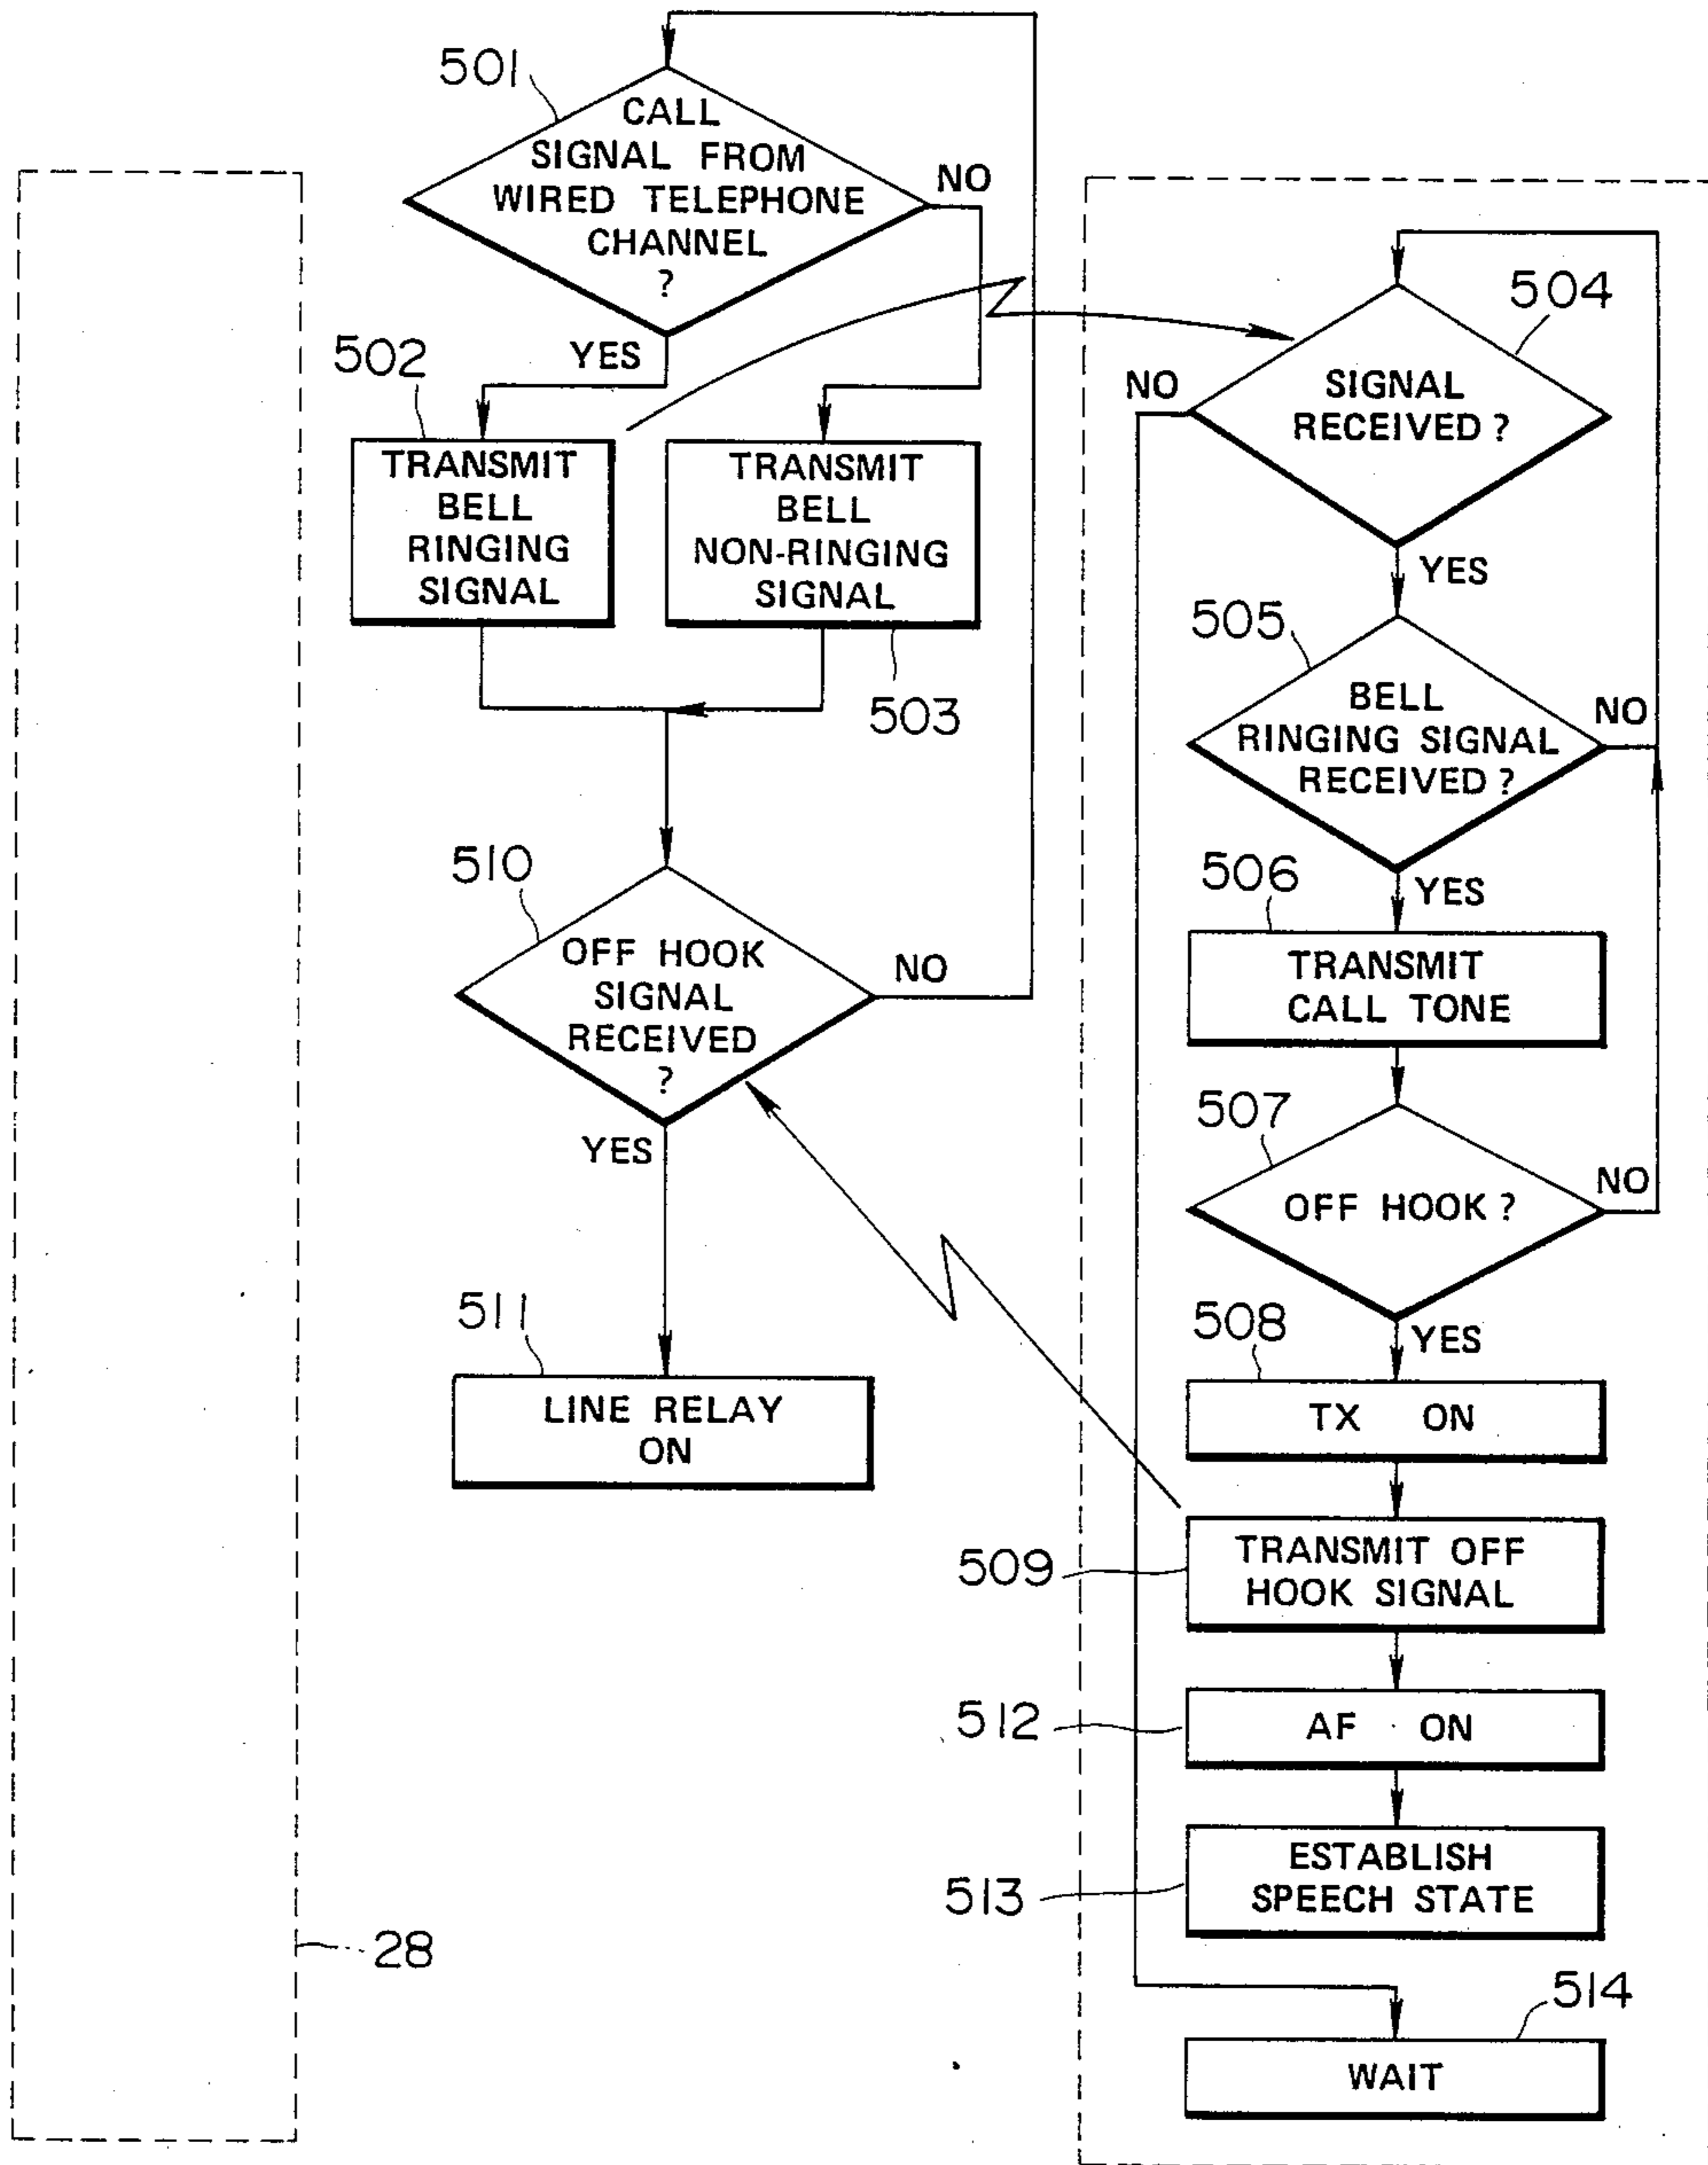 501
CALL
SIGNAL FROM
WIRED TELEPHONE
CHANNEL
?
NO
YES
502
TRANSMIT
BELL
RINGING
SIGNAL
TRANSMIT
BELL
NON-RINGING
SIGNAL
503
510
OFF HOOK
SIGNAL
RECEIVED
?
NO
YES
511
LINE RELAY
ON
28
504
SIGNAL
RECEIVED ?
NO
YES
505
BELL
RINGING SIGNAL
RECEIVED ?
NO
YES
506
TRANSMIT
CALL TONE
507
OFF HOOK ?
NO
YES
508
TX ON
509
TRANSMIT OFF
HOOK SIGNAL
512
AF ON
513
ESTABLISH
SPEECH STATE
514
WAIT